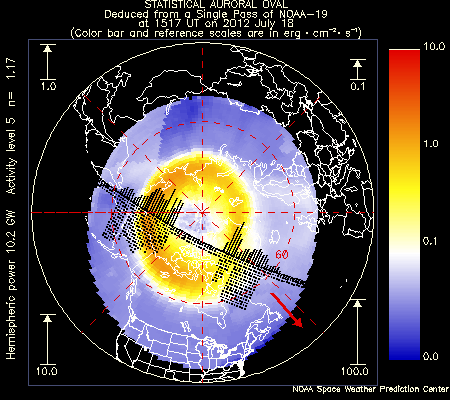 STATISTICAL AURORAL OVAL
Deduced from a Single Pass of NOAA-19
at 1517 UT on 2012 July 18
(Color bar and reference scales are in erg · cm⁻² · s⁻¹)
Hemispheric power 10.2 GW Activity level 5 n= 1.17
1.0
0.1
10.0
1.0
0.1
0.0
60
10.0
100.0
NOAA Space Weather Prediction Center